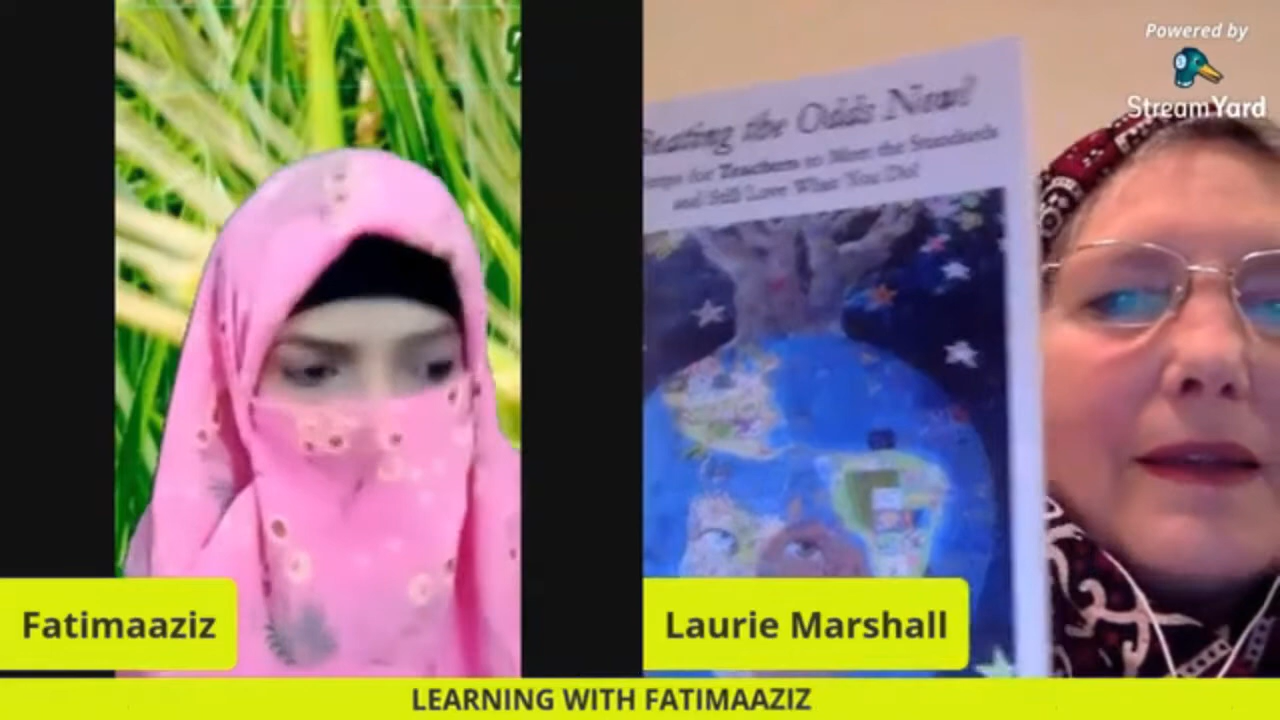 Powered by
StreamYard
Beating the Odds Now!
for Teachers to Meet the Standards
and Still Love What You Do!
Fatimaaziz
Laurie Marshall
LEARNING WITH FATIMAAZIZ